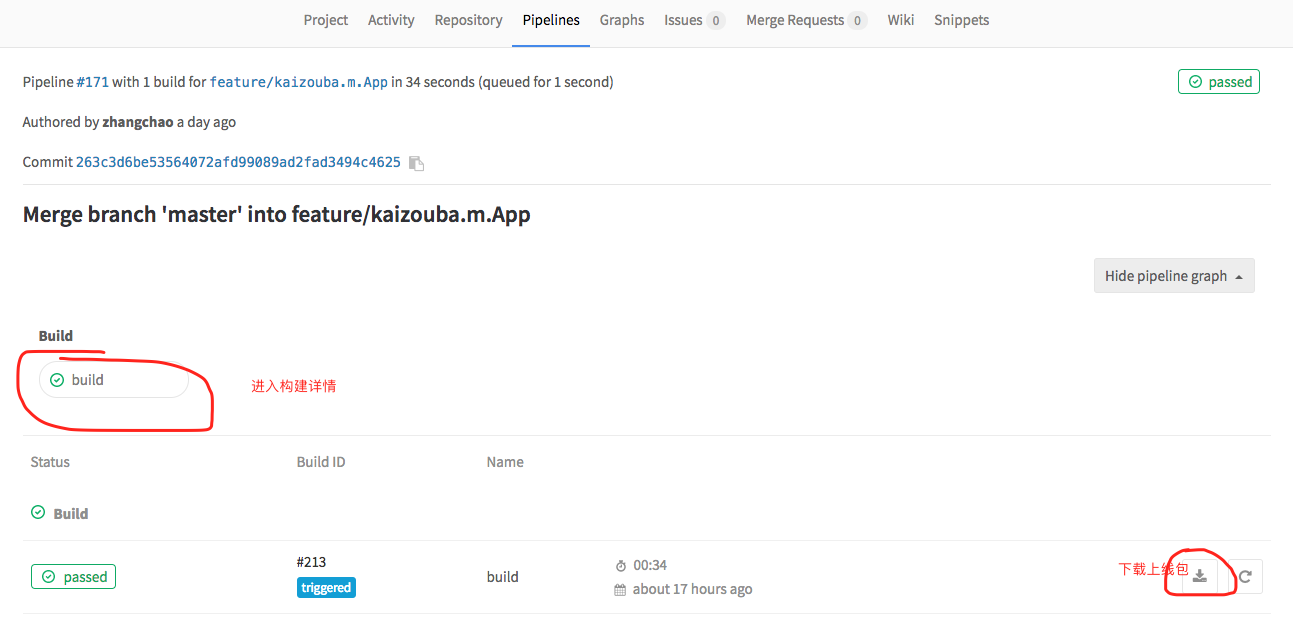 Project Activity Repository Pipelines Graphs Issues 0 Merge Requests 0 Wiki Snippets
Pipeline #171 with 1 build for feature/kaizouba.m.App in 34 seconds (queued for 1 second) passed
Authored by zhangchao a day ago
Commit 263c3d6be53564072afd99089ad2fad3494c4625
Merge branch 'master' into feature/kaizouba.m.App
Hide pipeline graph
Build
build 进入构建详情
Status Build ID Name
Build
#213 00:34 下载上线包
passed build
triggered about 17 hours ago